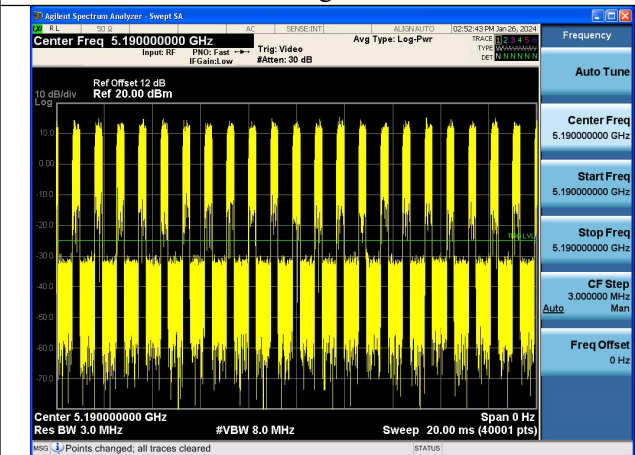 Agilent Spectrum Analyzer - Swept SA
RL 50 Ω AC SENSE:INT ALIGN AUTO 02:52:43 PM Jan 26, 2024
Center Freq 5.190000000 GHz Avg Type: Log-Pwr TRACE 1 2 3 4 5 6
Input: RF PNO: Fast Trig: Video TYPE
IFGain:Low #Atten: 30 dB DET N N N N N N
Frequency
Auto Tune
Ref Offset 12 dB
10 dB/div Ref 20.00 dBm
Log
10.0
0.00
-10.0
-20.0
TRIG LVL
-30.0
-40.0
-50.0
-60.0
-70.0
Center 5.190000000 GHz Span 0 Hz
Res BW 3.0 MHz #VBW 8.0 MHz Sweep 20.00 ms (40001 pts)
Center Freq
5.190000000 GHz
Start Freq
5.190000000 GHz
Stop Freq
5.190000000 GHz
CF Step
3.000000 MHz
Auto Man
Freq Offset
0 Hz
MSG Points changed; all traces cleared STATUS